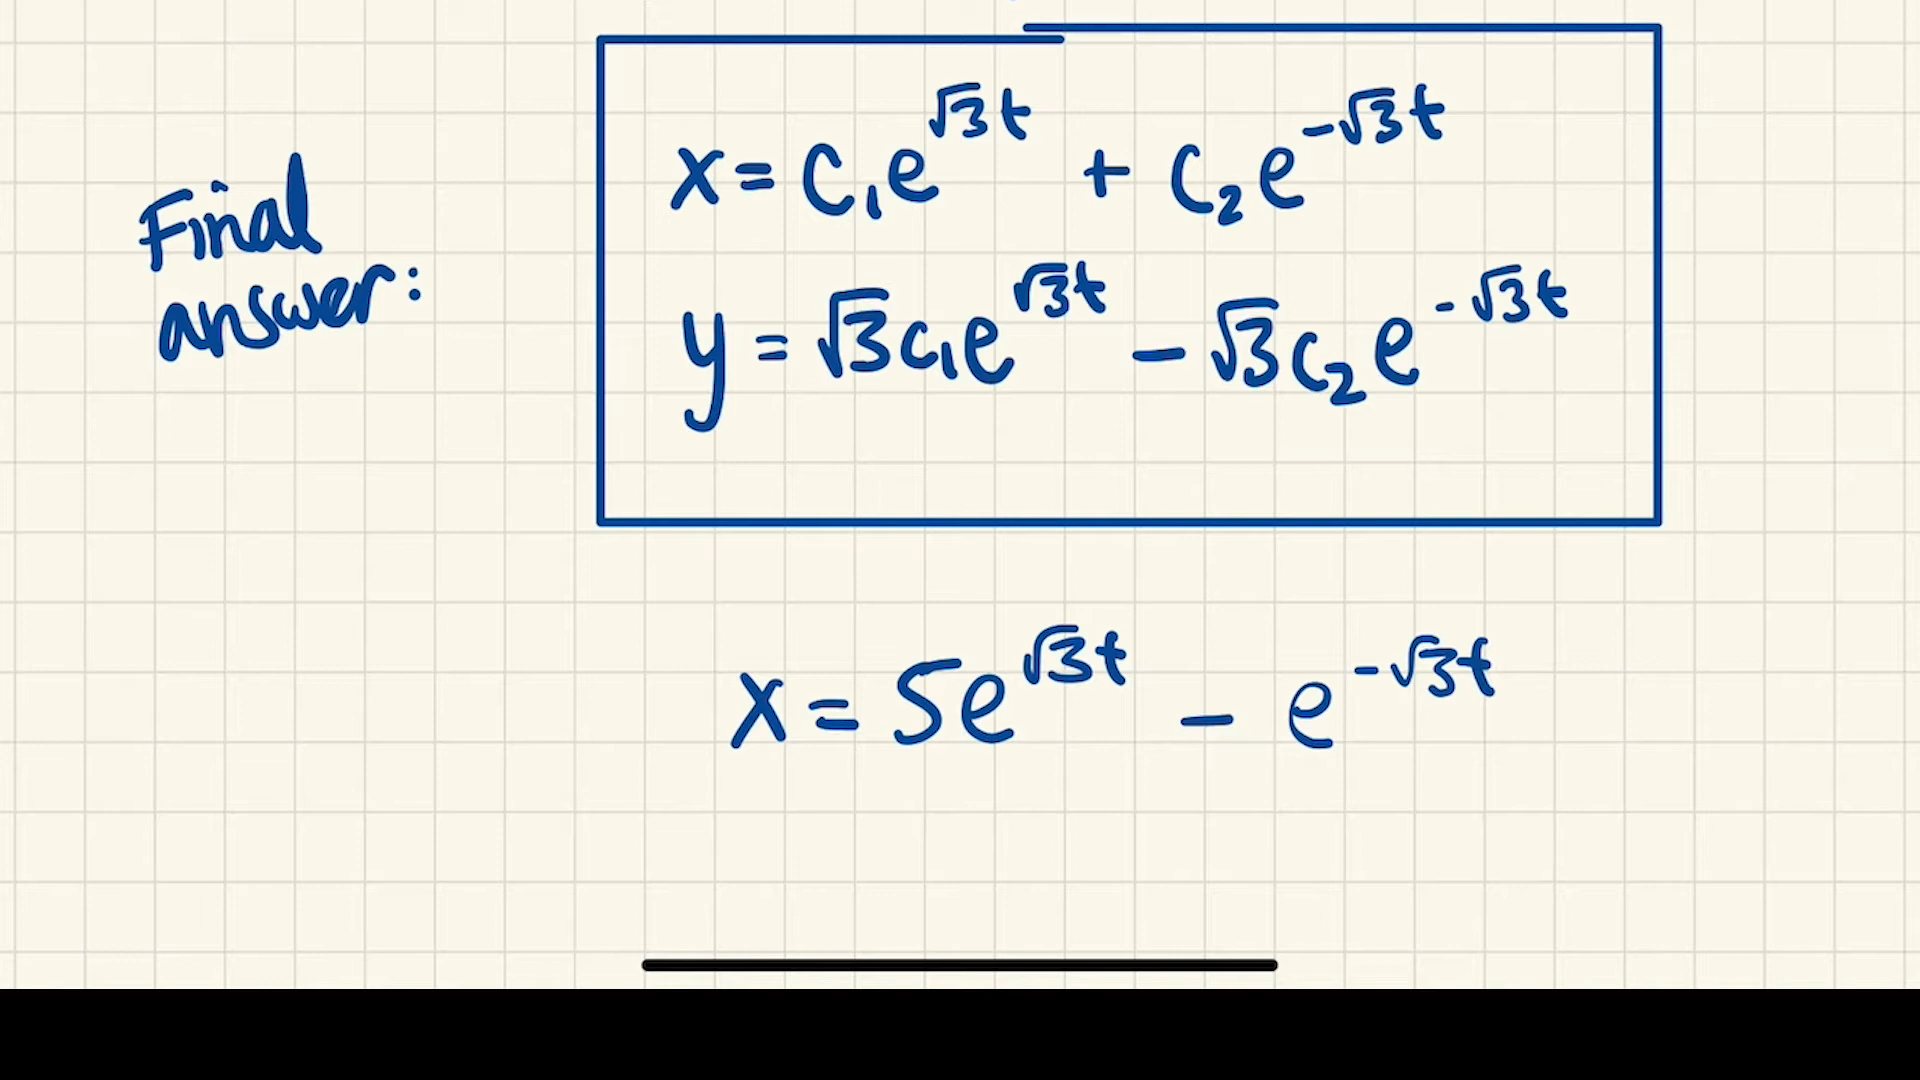 Final
answer:
x = c₁e^{√3t} + c₂e^{-√3t}
y = √3c₁e^{√3t} - √3c₂e^{-√3t}
x = 5e^{√3t} - e^{-√3t}